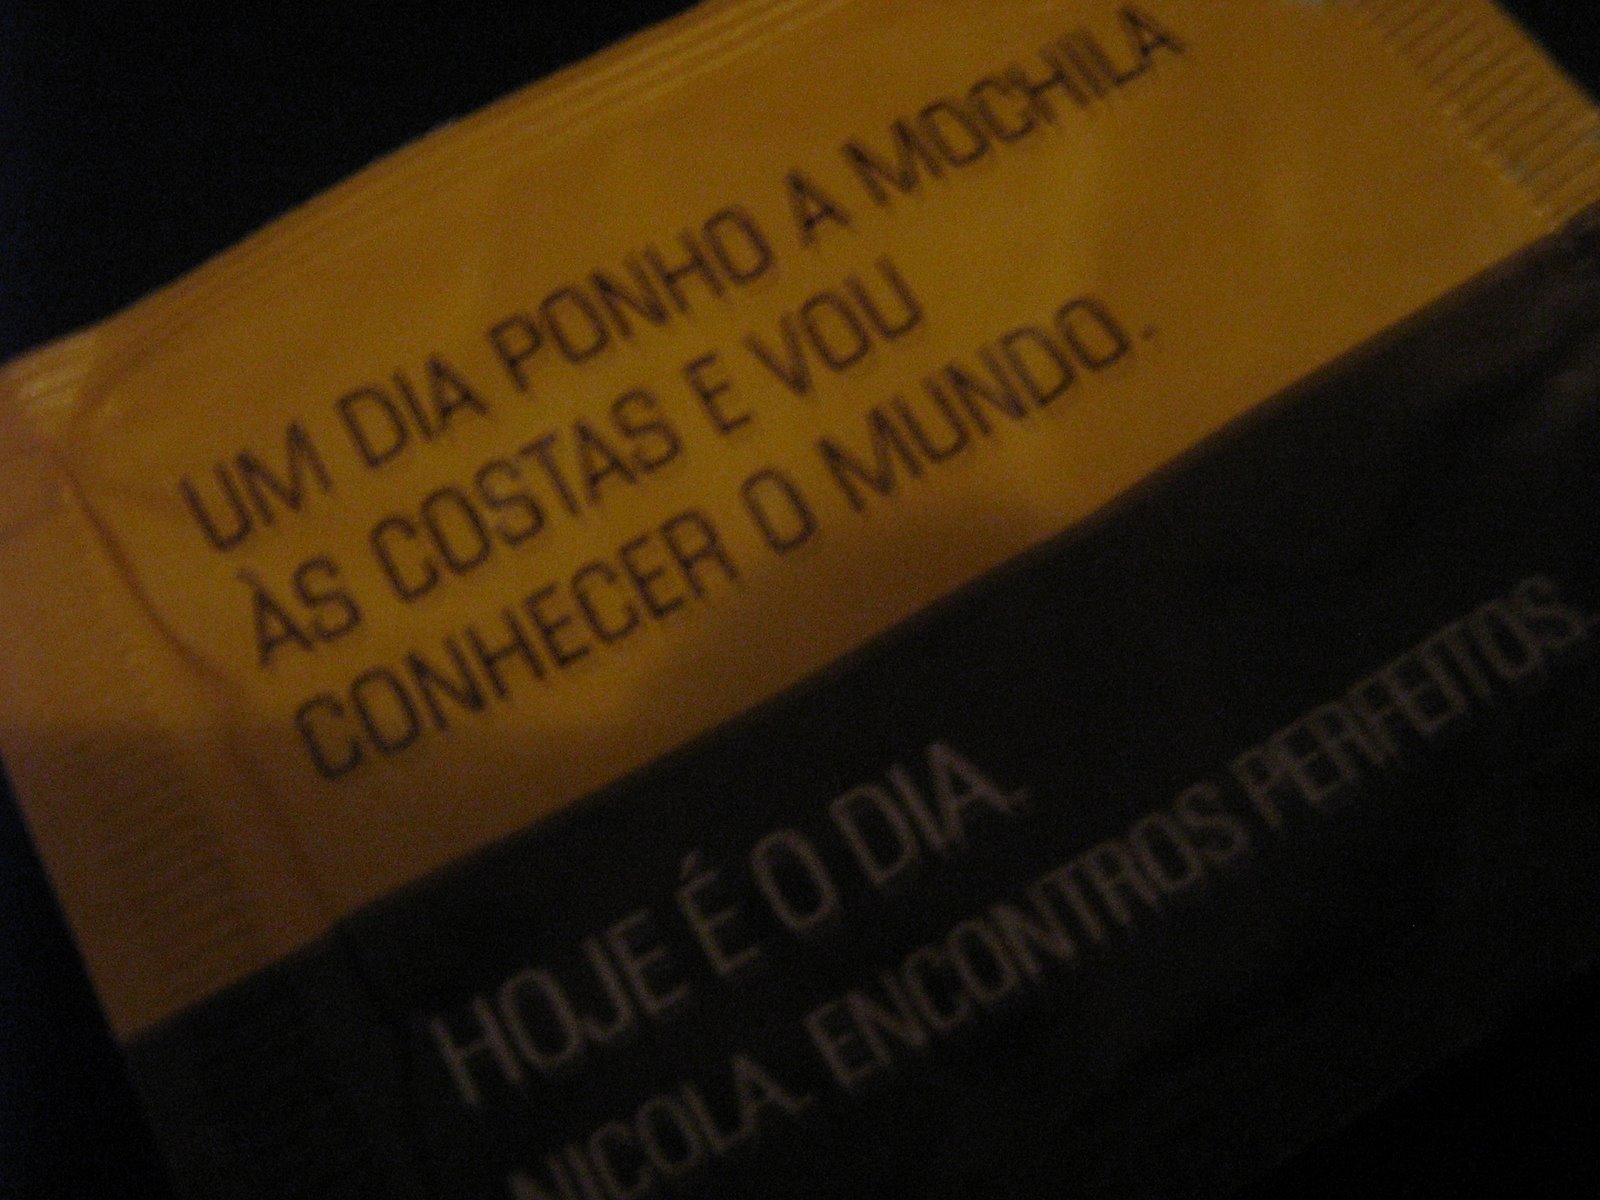 UM DIA PONHO A MOCHILA
ÀS COSTAS E VOU
CONHECER O MUNDO.
HOJE É O DIA.
NICOLA. ENCONTROS PERFEITOS.